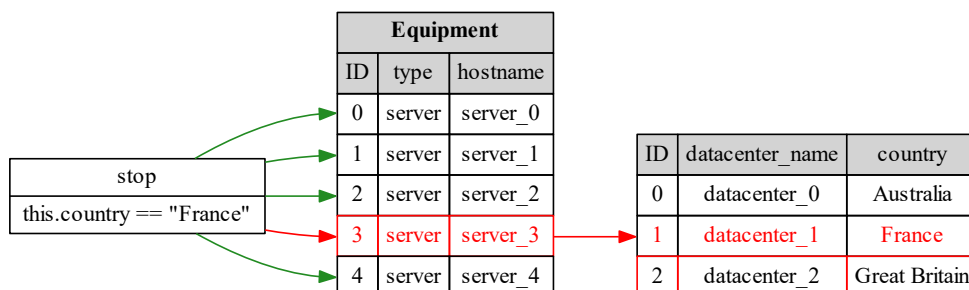 stop
this.country == "France"
Equipment
ID type hostname
0 server server_0
1 server server_1
2 server server_2
3 server server_3
4 server server_4
ID datacenter_name country
0 datacenter_0 Australia
1 datacenter_1 France
2 datacenter_2 Great Britain